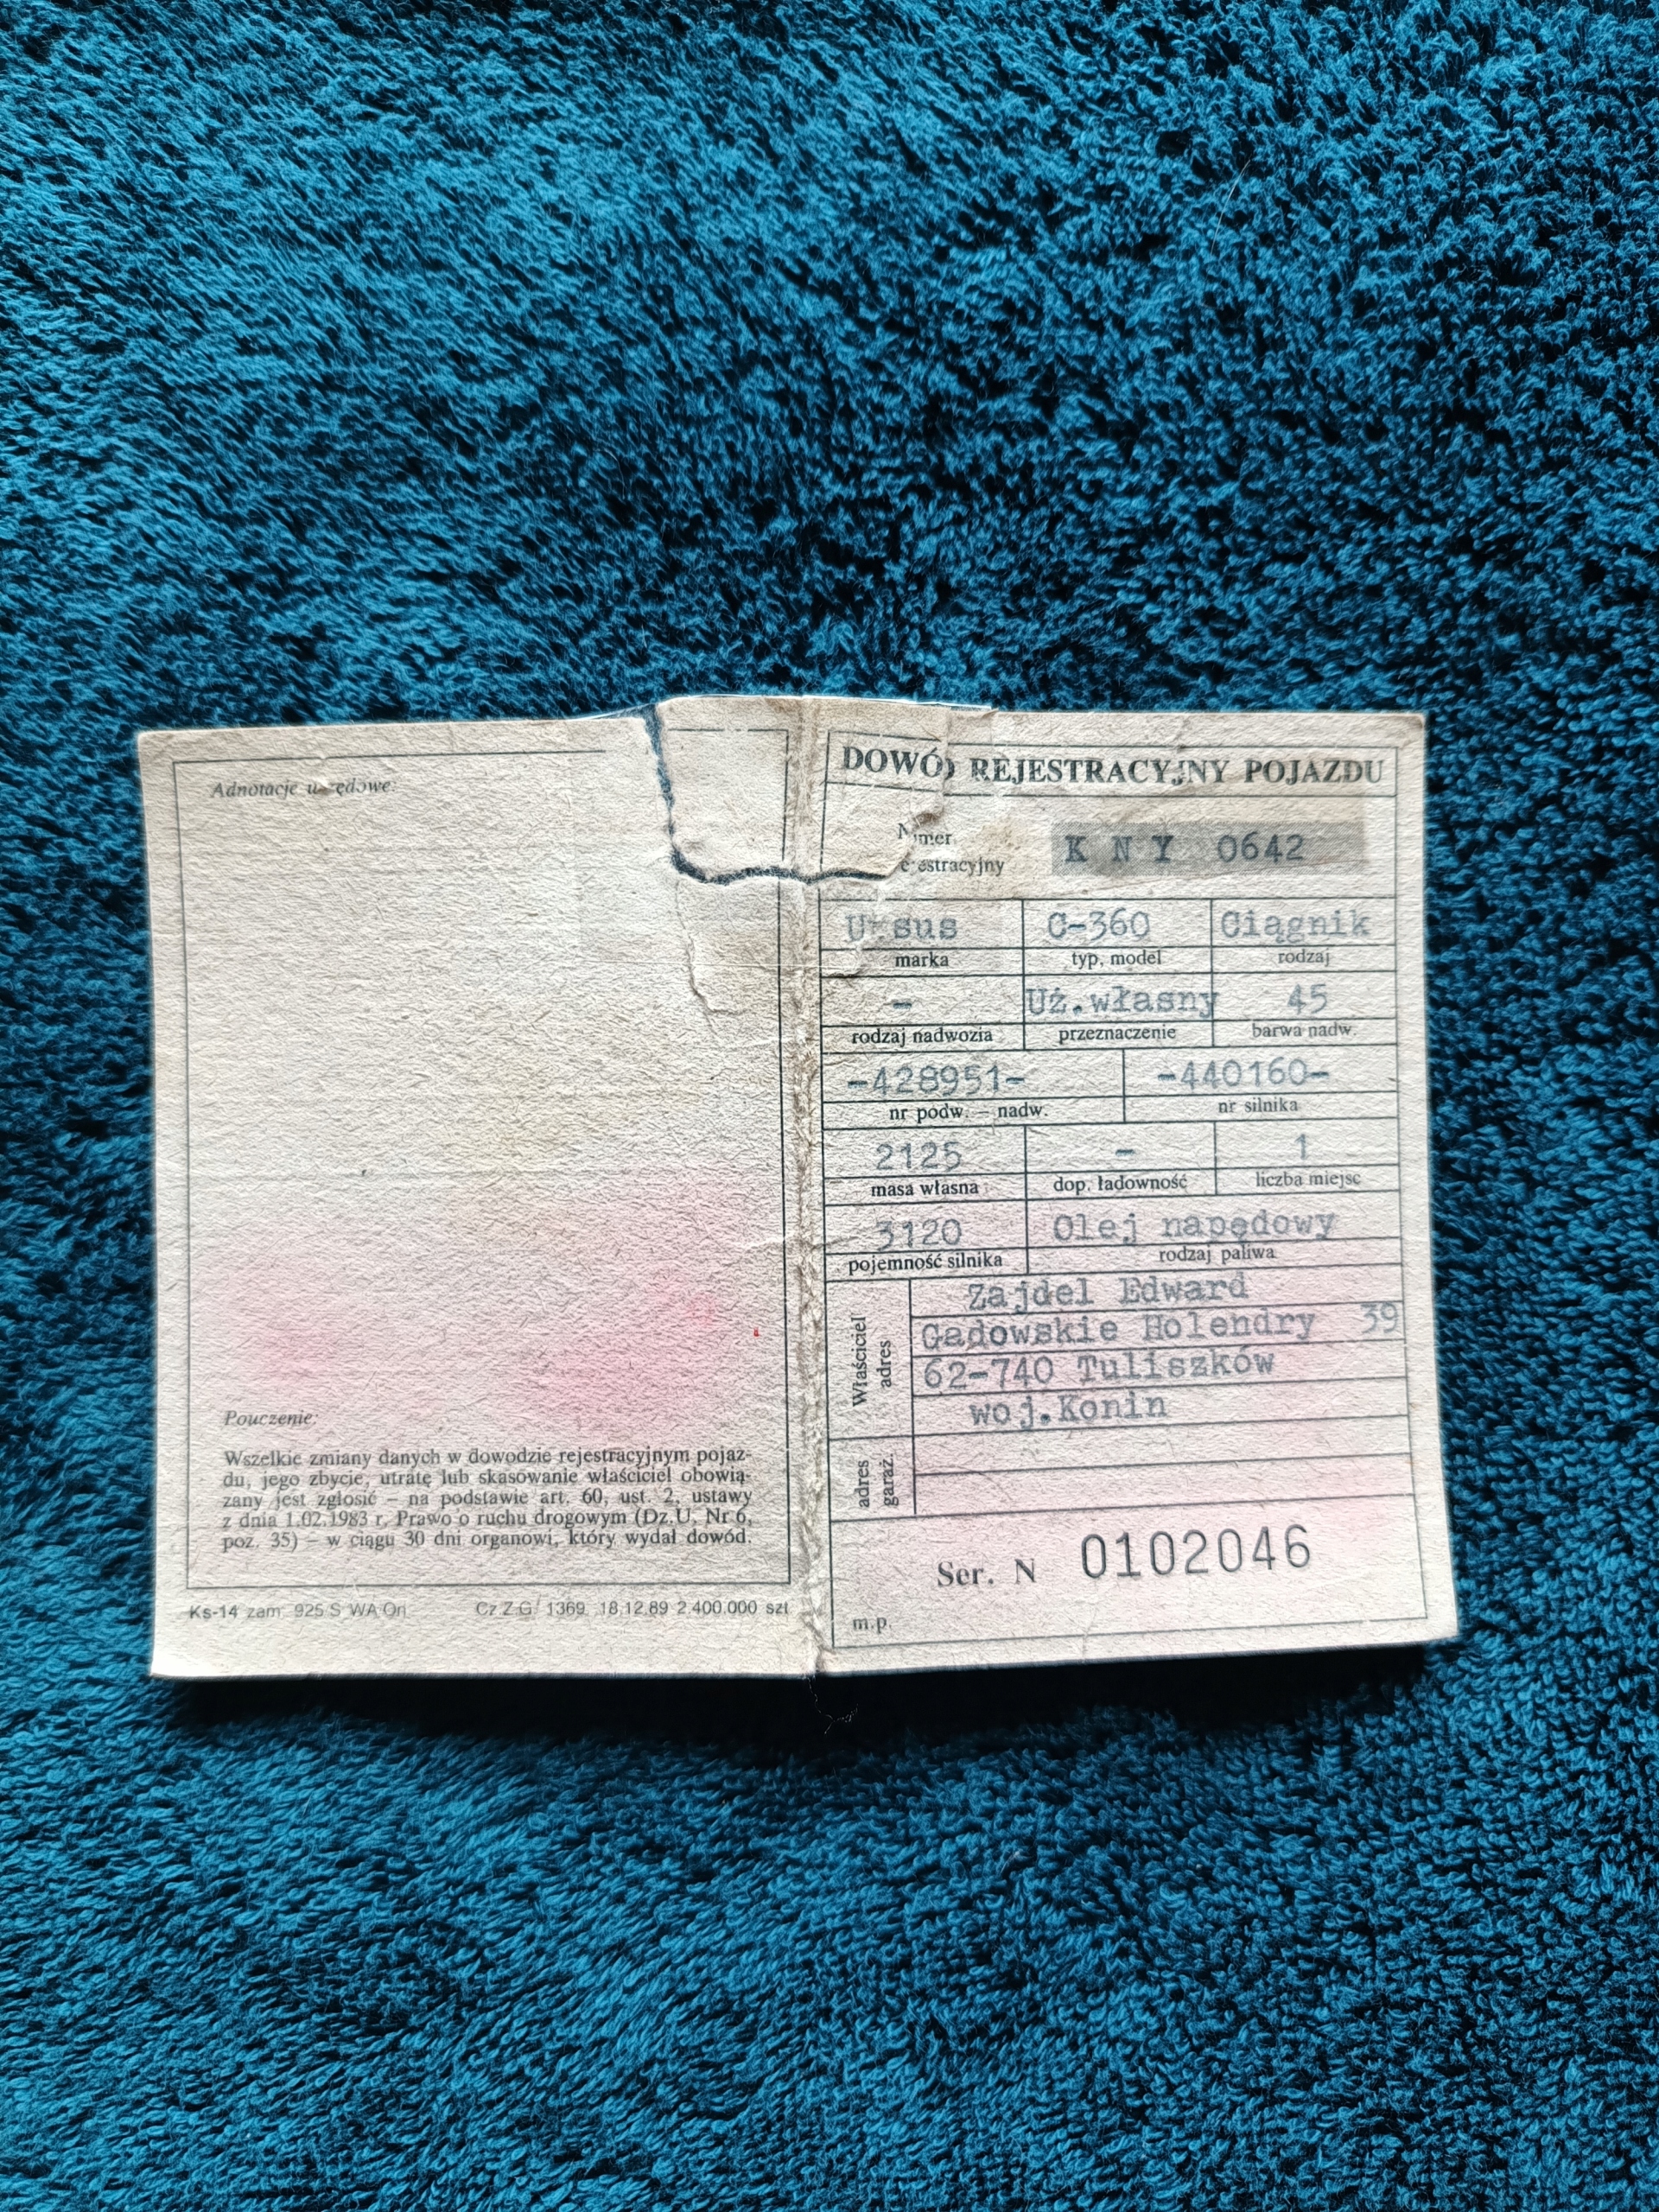 Adnotacje urzędowe:
Pouczenie:
Wszelkie zmiany danych w dowodzie rejestracyjnym pojaz-
du, jego zbycie, utratę lub skasowanie właściciel obowią-
zany jest zgłosić – na podstawie art. 60, ust. 2, ustawy
z dnia 1.02.1983 r. Prawo o ruchu drogowym (Dz.U. Nr 6,
poz. 35) – w ciągu 30 dni organowi, który wydał dowód.
Ks-14 zam. 925 S WA Ori Cz Z G/ 1369 18.12.89 2.400.000 szt
DOWÓD REJESTRACYJNY POJAZDU
Numer
rejestracyjny
K N Y 0642
Ursus C-360 Ciągnik
marka typ, model rodzaj
– Uż.własny 45
rodzaj nadwozia przeznaczenie barwa nadw.
-428951- -440160-
nr podw. – nadw. nr silnika
2125 – 1
masa własna dop. ładowność liczba miejsc
3120 Olej napędowy
pojemność silnika rodzaj paliwa
Właściciel
adres
Zajdel Edward
Gadowskie Holendry 39
62-740 Tuliszków
woj.Konin
adres
garaż.
Ser. N 0102046
m.p.